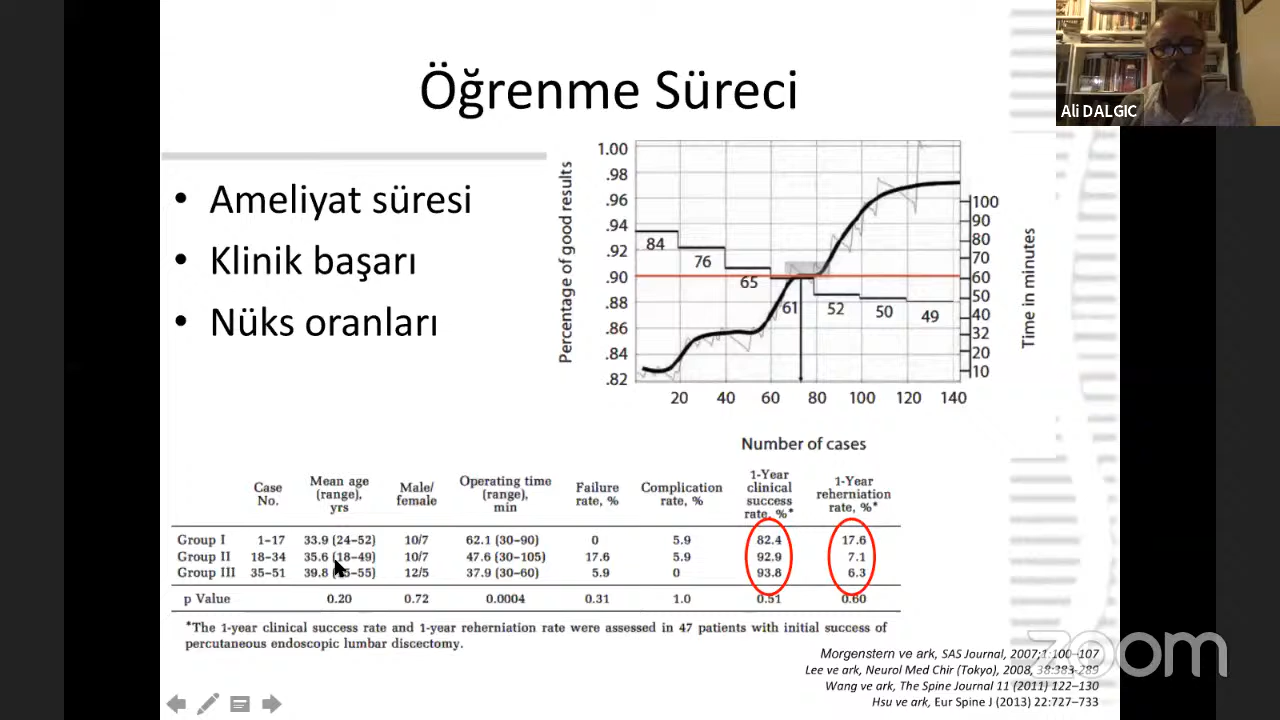 Öğrenme Süreci
Ali DALGIC
• Ameliyat süresi
• Klinik başarı
• Nüks oranları
Percentage of good results
1.00
.98
.96
.94
.92
.90
.88
.86
.84
.82
84
76
65
61
52
50
49
100
90
80
70
60
50
40
32
20
10
Time in minutes
20 40 60 80 100 120 140
Number of cases
Case No. Mean age (range), yrs Male/female Operating time (range), min Failure rate, % Complication rate, % 1-Year clinical success rate, %* 1-Year reherniation rate, %*
Group I 1–17 33.9 (24–52) 10/7 62.1 (30–90) 0 5.9 82.4 17.6
Group II 18–34 35.6 (18–49) 10/7 47.6 (30–105) 17.6 5.9 92.9 7.1
Group III 35–51 39.8 12/5 37.9 (30–60) 5.9 0 93.8 6.3
p Value 0.20 0.72 0.0004 0.31 1.0 0.51 0.60
*The 1-year clinical success rate and 1-year reherniation rate were assessed in 47 patients with initial success of
percutaneous endoscopic lumbar discectomy.
Morgenstern ve ark, SAS Journal, 2007;1:100–107
Lee ve ark, Neurol Med Chir (Tokyo), 2008, 38:383-289
Wang ve ark, The Spine Journal 11 (2011) 122–130
Hsu ve ark, Eur Spine J (2013) 22:727–733
zoom